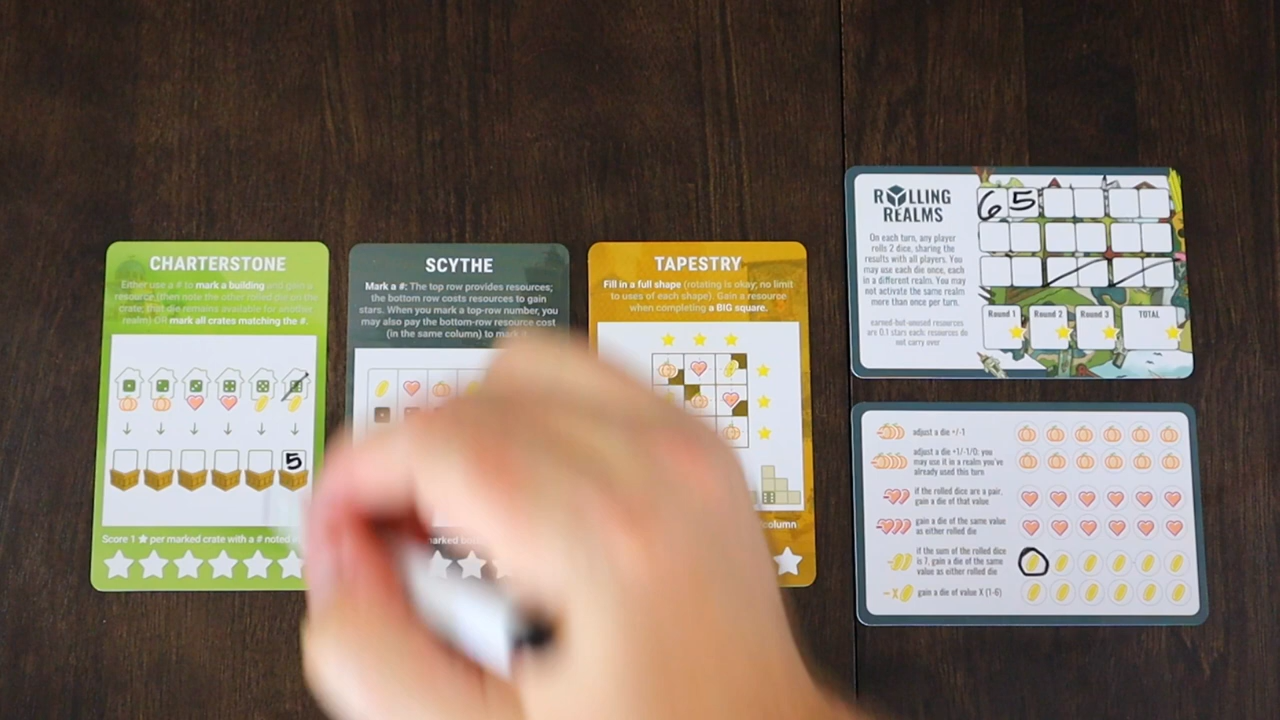 CHARTERSTONE
Either use a # to mark a building and gain a
resource (then note the other rolled die on the
crate; that die remains available for another
realm) OR mark all crates matching the #.
5
Score 1 ★ per marked crate with a # noted
SCYTHE
Mark a #: The top row provides resources;
the bottom row costs resources to gain
stars. When you mark a top-row number, you
may also pay the bottom-row resource cost
(in the same column) to mark it.
TAPESTRY
Fill in a full shape (rotating is okay; no limit
to uses of each shape). Gain a resource
when completing a BIG square.
column
ROLLING
REALMS
6 5
On each turn, any player
rolls 2 dice, sharing the
results with all players. You
may use each die once, each
in a different realm. You may
not activate the same realm
more than once per turn.
earned-but-unused resources
are 0.1 stars each; resources do
not carry over
Round 1 Round 2 Round 3 TOTAL
adjust a die +/-1
adjust a die +1/-1/0; you
may use it in a realm you've
already used this turn
if the rolled dice are a pair,
gain a die of that value
gain a die of the same value
as either rolled die
if the sum of the rolled dice
is 7, gain a die of the same
value as either rolled die
-X gain a die of value X (1-6)